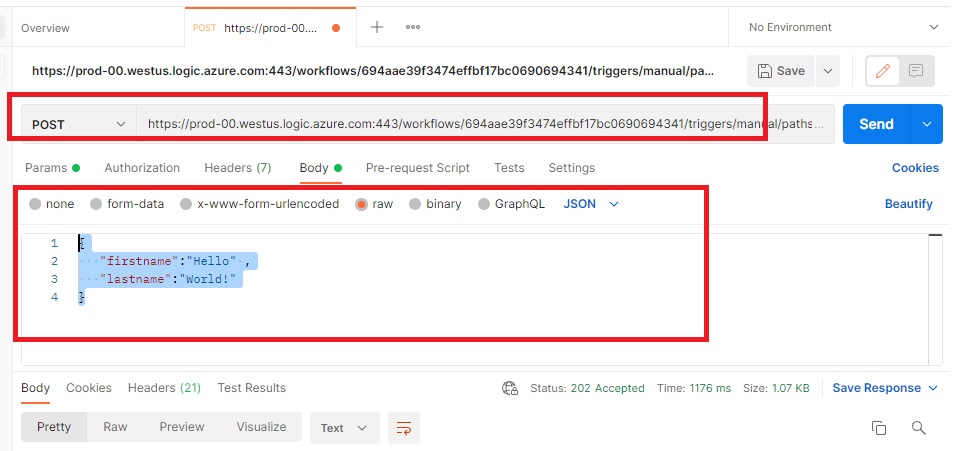 Overview
POST https://prod-00.... + ooo
No Environment
https://prod-00.westus.logic.azure.com:443/workflows/694aae39f3474effbf17bc0690694341/triggers/manual/pa...
Save
POST https://prod-00.westus.logic.azure.com:443/workflows/694aae39f3474effbf17bc0690694341/triggers/manual/paths...
Send
Params Authorization Headers (7) Body Pre-request Script Tests Settings Cookies
none form-data x-www-form-urlencoded raw binary GraphQL JSON Beautify
1 {
2 "firstname":"Hello" ,
3 "lastname":"World!"
4 }
Body Cookies Headers (21) Test Results Status: 202 Accepted Time: 1176 ms Size: 1.07 KB Save Response
Pretty Raw Preview Visualize Text